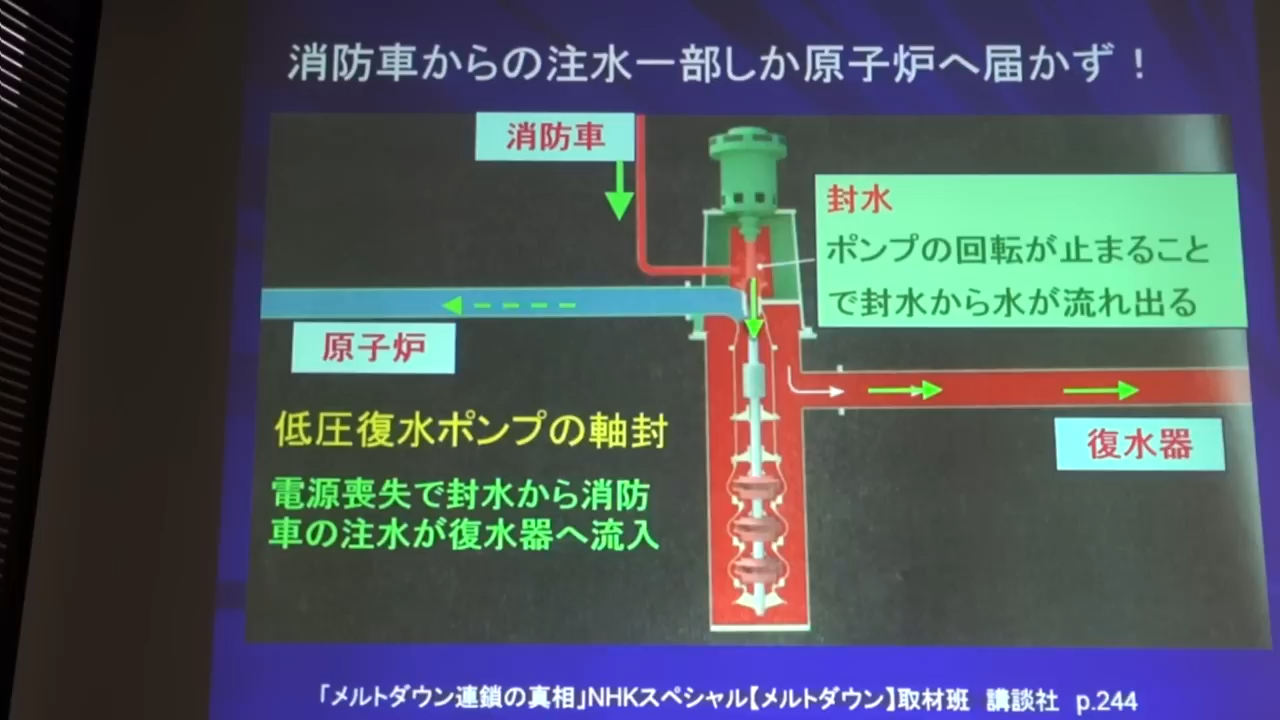 消防車からの注水一部しか原子炉へ届かず！
消防車
封水
ポンプの回転が止まること
で封水から水が流れ出る
原子炉
低圧復水ポンプの軸封
復水器
電源喪失で封水から消防
車の注水が復水器へ流入
「メルトダウン連鎖の真相」NHKスペシャル【メルトダウン】取材班 講談社 p.244